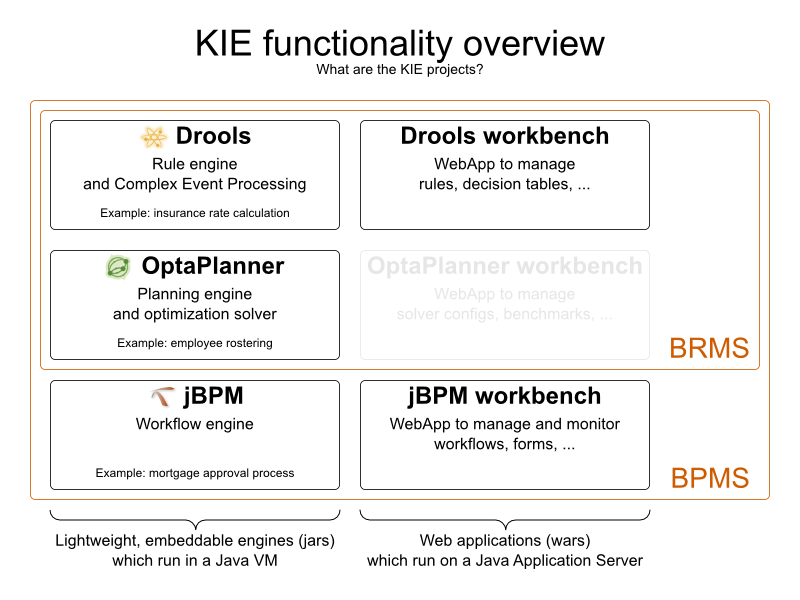 KIE functionality overview
What are the KIE projects?
Drools
Rule engine
and Complex Event Processing
Example: insurance rate calculation
Drools workbench
WebApp to manage
rules, decision tables, ...
OptaPlanner
Planning engine
and optimization solver
Example: employee rostering
OptaPlanner workbench
WebApp to manage
solver configs, benchmarks, ...
BRMS
jBPM
Workflow engine
Example: mortgage approval process
jBPM workbench
WebApp to manage and monitor
workflows, forms, ...
BPMS
Lightweight, embeddable engines (jars)
which run in a Java VM
Web applications (wars)
which run on a Java Application Server